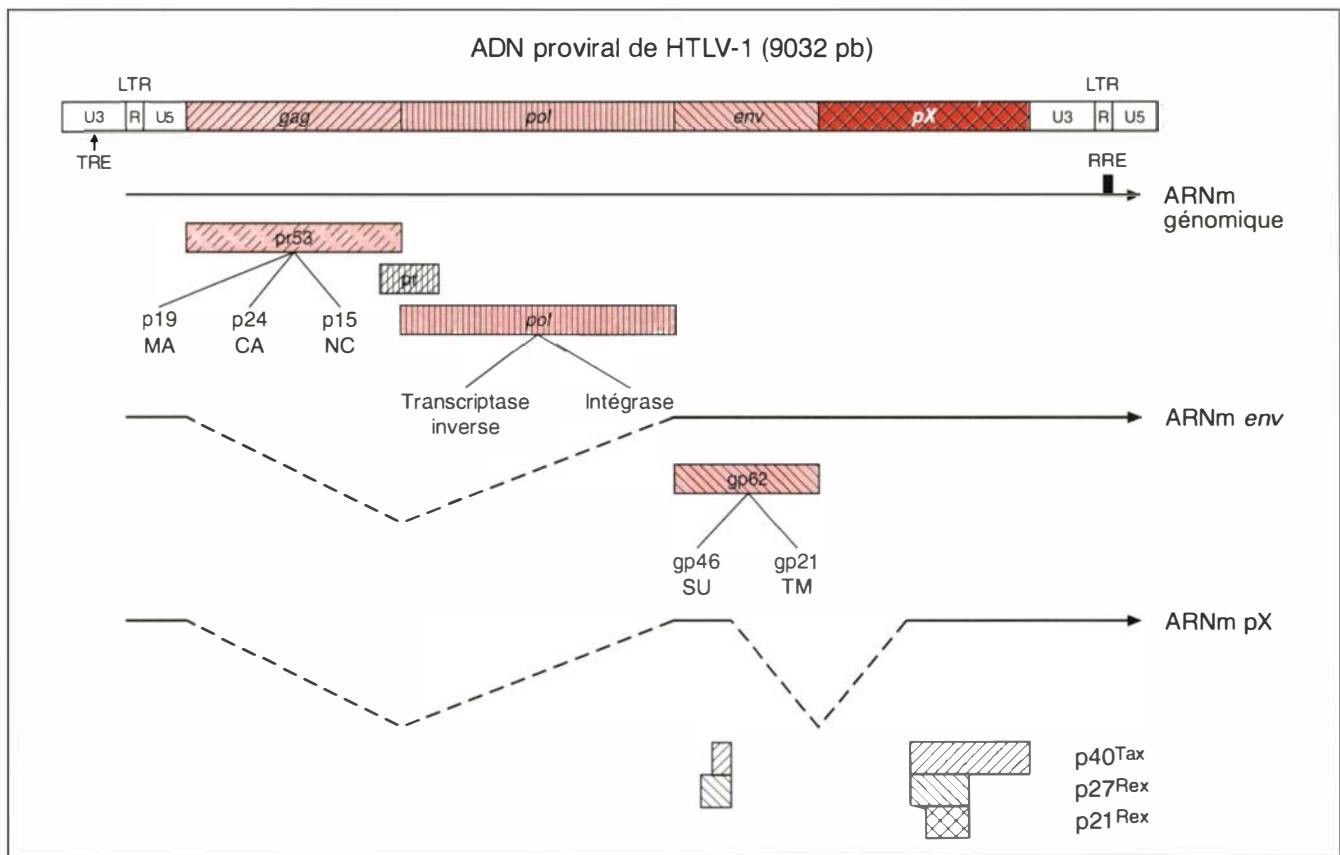 ADN proviral de HTLV-1 (9032 pb)
LTR
LTR
U3
R
U5
gag
pol
env
pX
U3
R
U5
TRE
RRE
ARNm
génomique
pr53
pr
p19
MA
p24
CA
p15
NC
pol
Transcriptase
inverse
Intégrase
ARNm env
gp62
gp46
SU
gp21
TM
ARNm pX
p40Tax
p27Rex
p21Rex